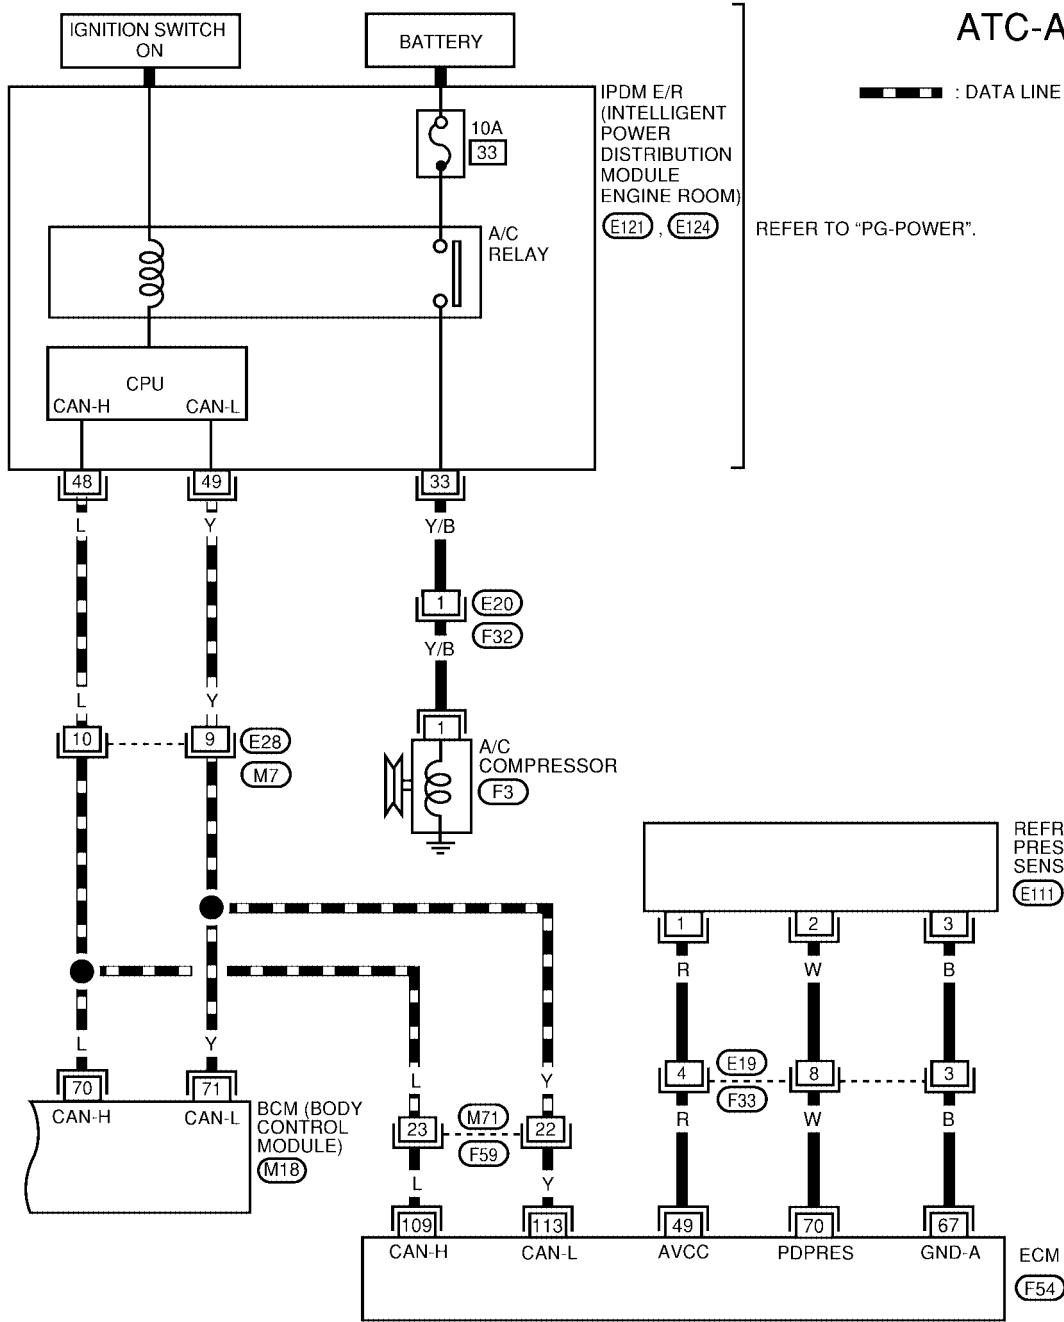 ATC-A
IGNITION SWITCH
ON
BATTERY
: DATA LINE
IPDM E/R
(INTELLIGENT
POWER
DISTRIBUTION
MODULE
ENGINE ROOM)
E121 , E124
10A
33
REFER TO “PG-POWER”.
A/C
RELAY
CPU
CAN-H CAN-L
48 49 33
L Y Y/B
1 E20
F32
Y/B
L Y
10 9 E28
M7
1
A/C
COMPRESSOR
F3
REFR
PRES
SENS
E111
1 2 3
R W B
L Y
4 E19 8 3
F33
R W B
L Y
70 71
CAN-H CAN-L
BCM (BODY
CONTROL
MODULE)
M18
23 M71 22
F59
L Y
109 113 49 70 67
CAN-H CAN-L AVCC PDPRES GND-A
ECM
F54